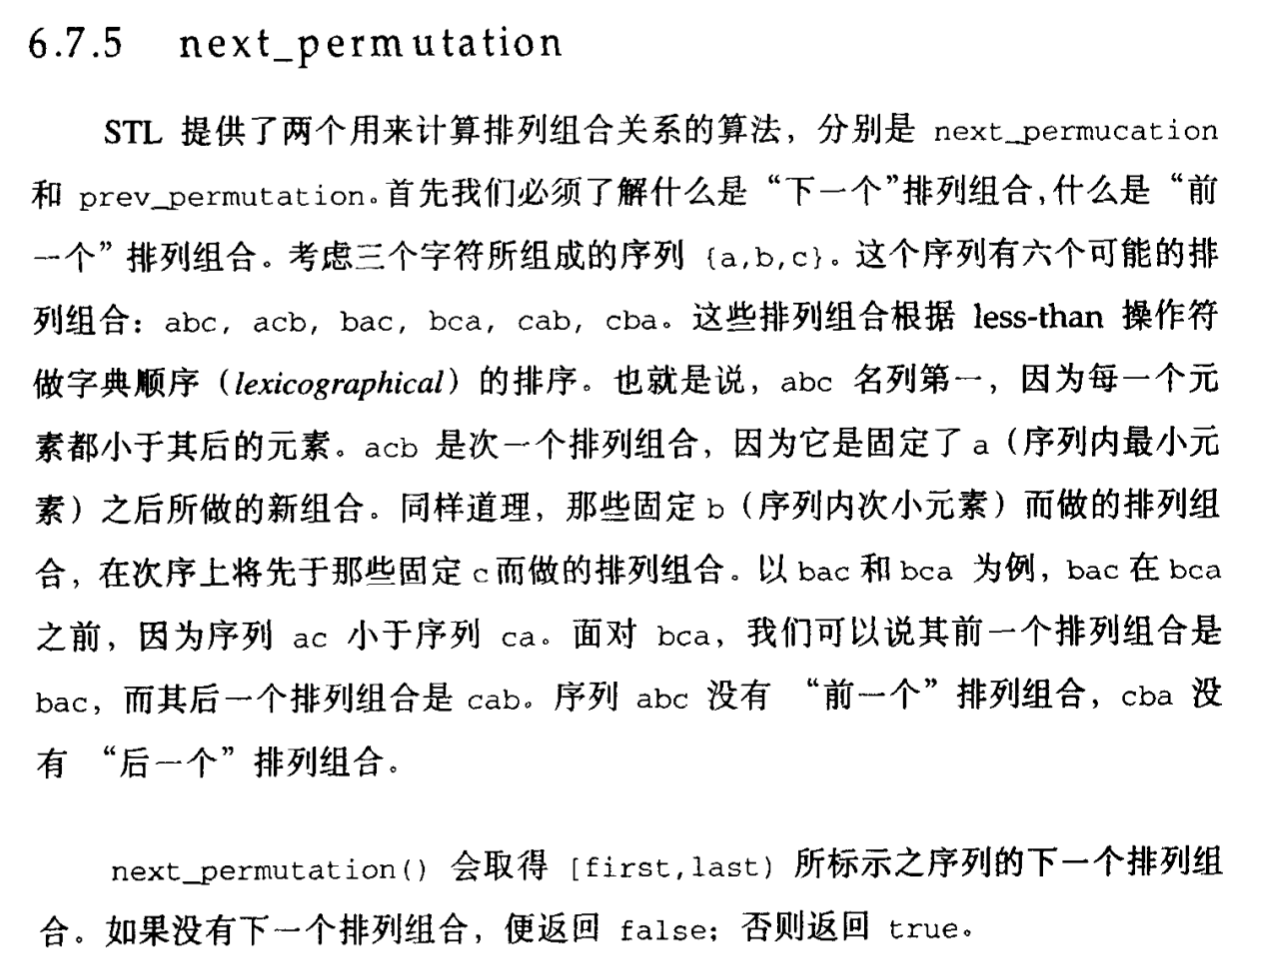 6.7.5 next_permutation
STL 提供了两个用来计算排列组合关系的算法，分别是 next_permucation
和 prev_permutation。首先我们必须了解什么是“下一个”排列组合，什么是“前
一个”排列组合。考虑三个字符所组成的序列 {a,b,c}。这个序列有六个可能的排
列组合：abc, acb, bac, bca, cab, cba。这些排列组合根据 less-than 操作符
做字典顺序（lexicographical）的排序。也就是说，abc 名列第一，因为每一个元
素都小于其后的元素。acb 是次一个排列组合，因为它是固定了 a（序列内最小元
素）之后所做的新组合。同样道理，那些固定 b（序列内次小元素）而做的排列组
合，在次序上将先于那些固定 c 而做的排列组合。以 bac 和 bca 为例，bac 在 bca
之前，因为序列 ac 小于序列 ca。面对 bca，我们可以说其前一个排列组合是
bac，而其后一个排列组合是 cab。序列 abc 没有 “前一个”排列组合，cba 没
有 “后一个”排列组合。
next_permutation() 会取得 [first,last) 所标示之序列的下一个排列组
合。如果没有下一个排列组合，便返回 false；否则返回 true。